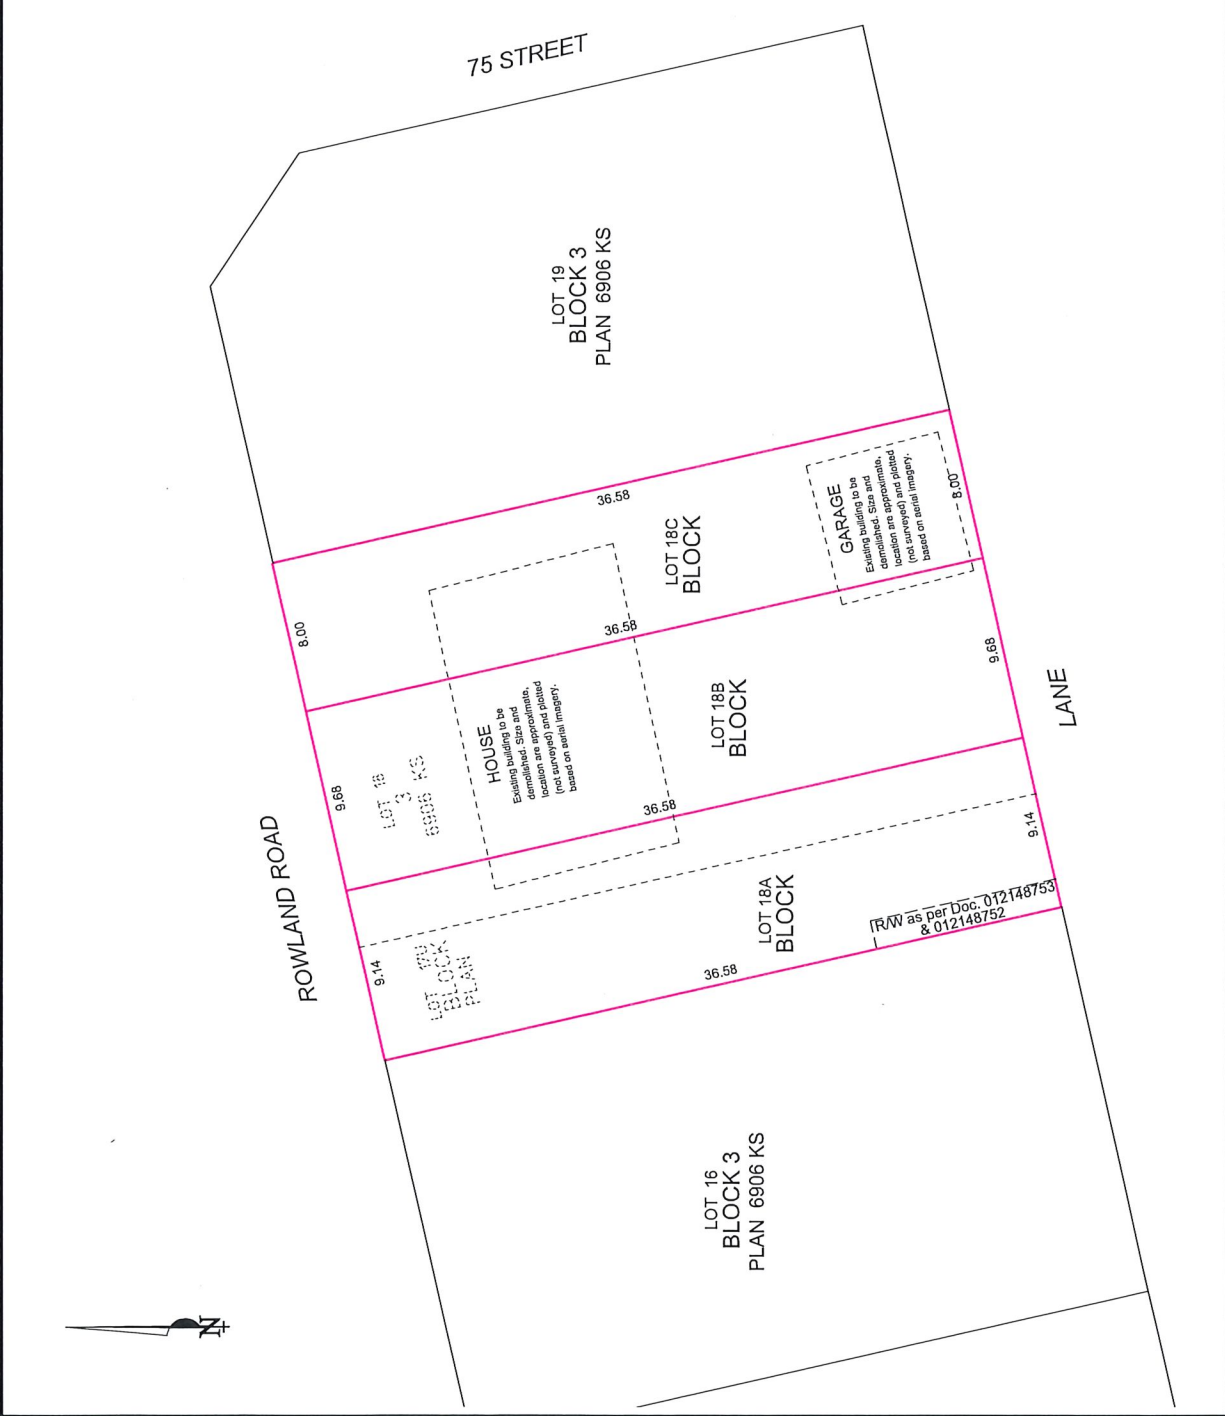 75 STREET
LOT 19
BLOCK 3
PLAN 6906 KS
36.58
GARAGE
Existing building to be
demolished. Size and
location are approximate,
(not surveyed) and plotted
based on aerial imagery.
8.00
LOT 18C
BLOCK
8.00
36.58
9.68
LANE
LOT 18B
BLOCK
HOUSE
Existing building to be
demolished. Size and
location are approximate,
(not surveyed) and plotted
based on aerial imagery.
LOT 18
3
6906 KS
9.68
36.58
9.14
ROWLAND ROAD
LOT 18A
BLOCK
R/W as per Doc. 012148753
& 012148752
9.14
LOT 17U
BLOCK
PLAN
36.58
LOT 16
BLOCK 3
PLAN 6906 KS
N